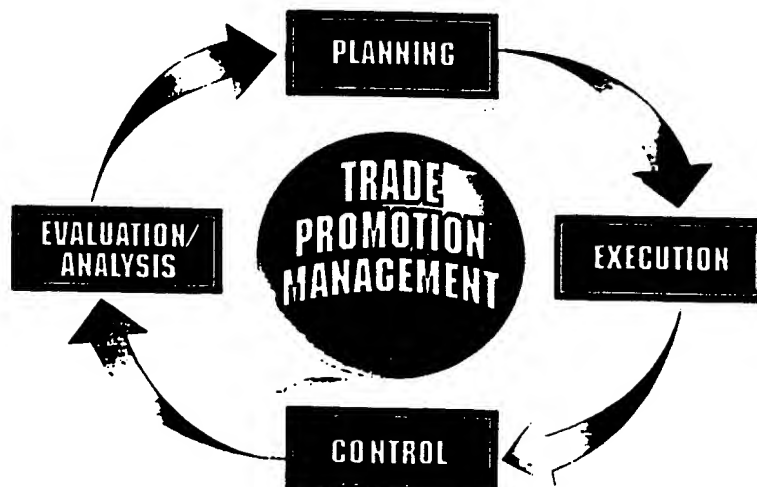 PLANNING
TRADE
PROMOTION
MANAGEMENT
EVALUATION/
ANALYSIS
EXECUTION
CONTROL